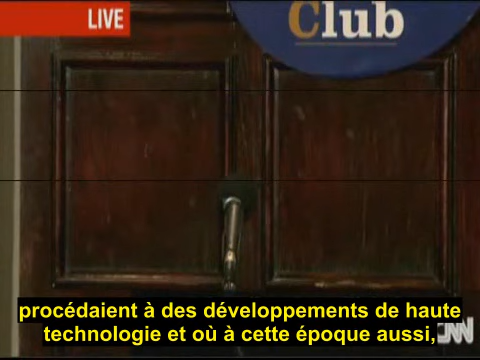 LIVE
Club
procédaient à des développements de haute
technologie et où à cette époque aussi,
CNN